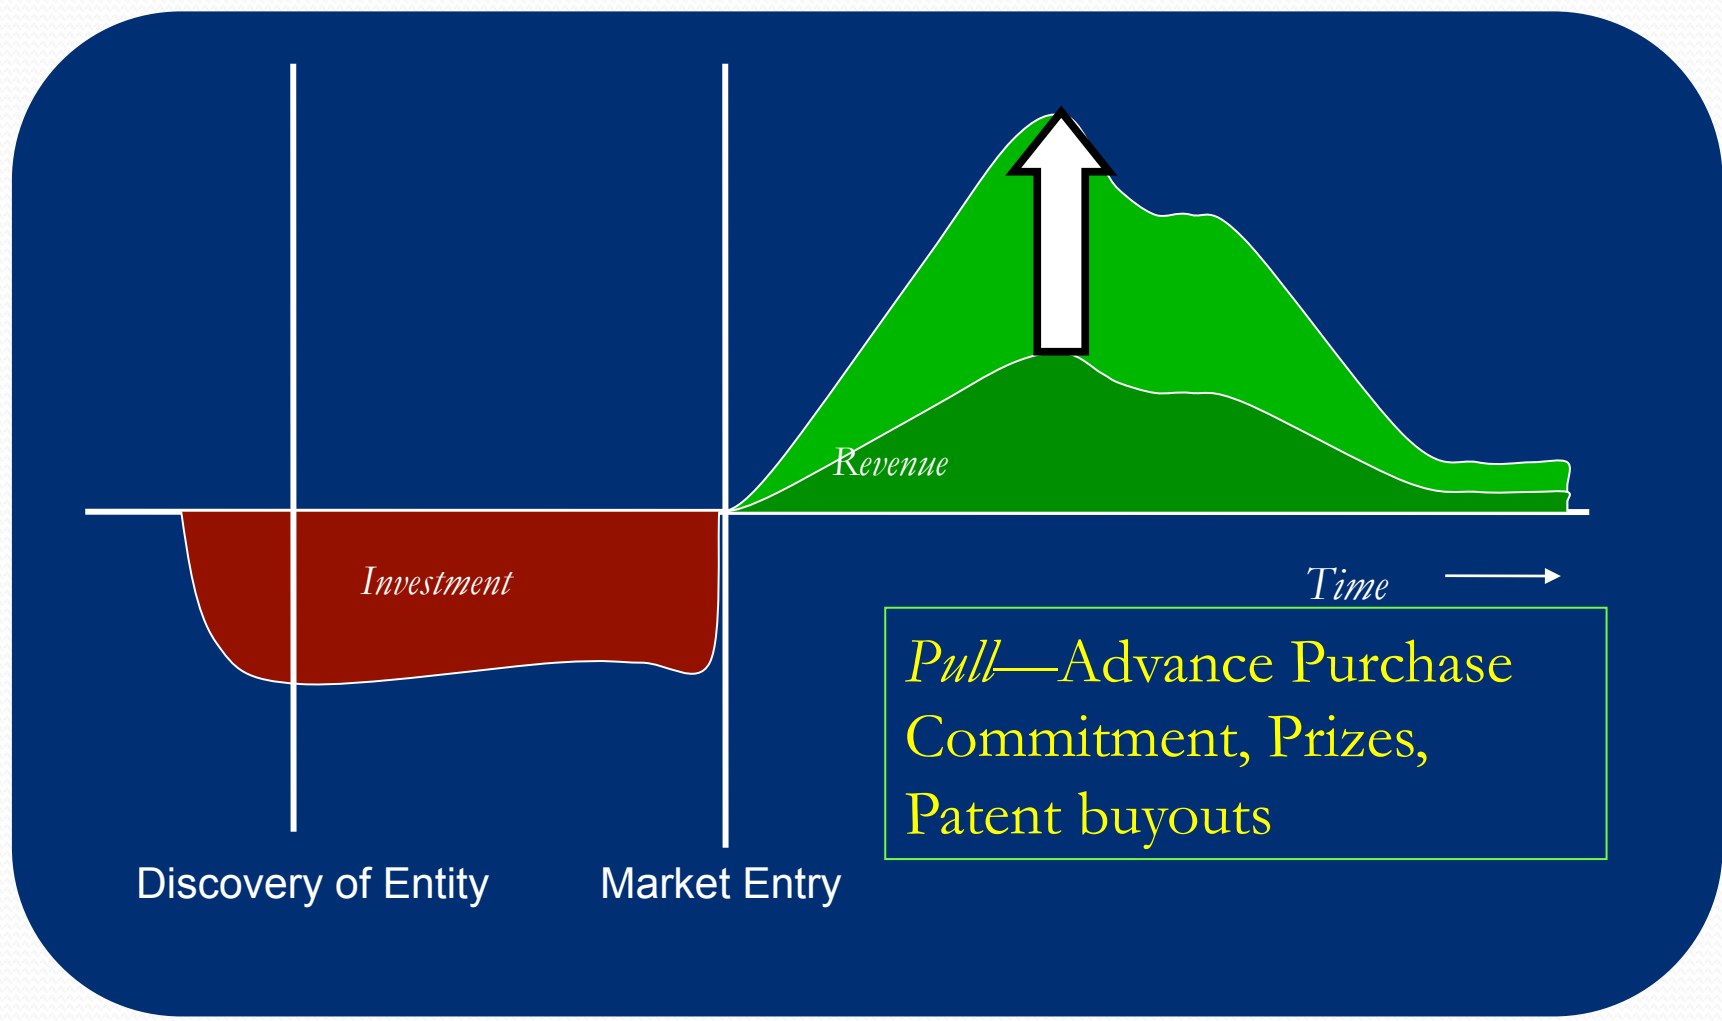 Revenue
Investment
Time
Pull—Advance Purchase
Commitment, Prizes,
Patent buyouts
Discovery of Entity
Market Entry